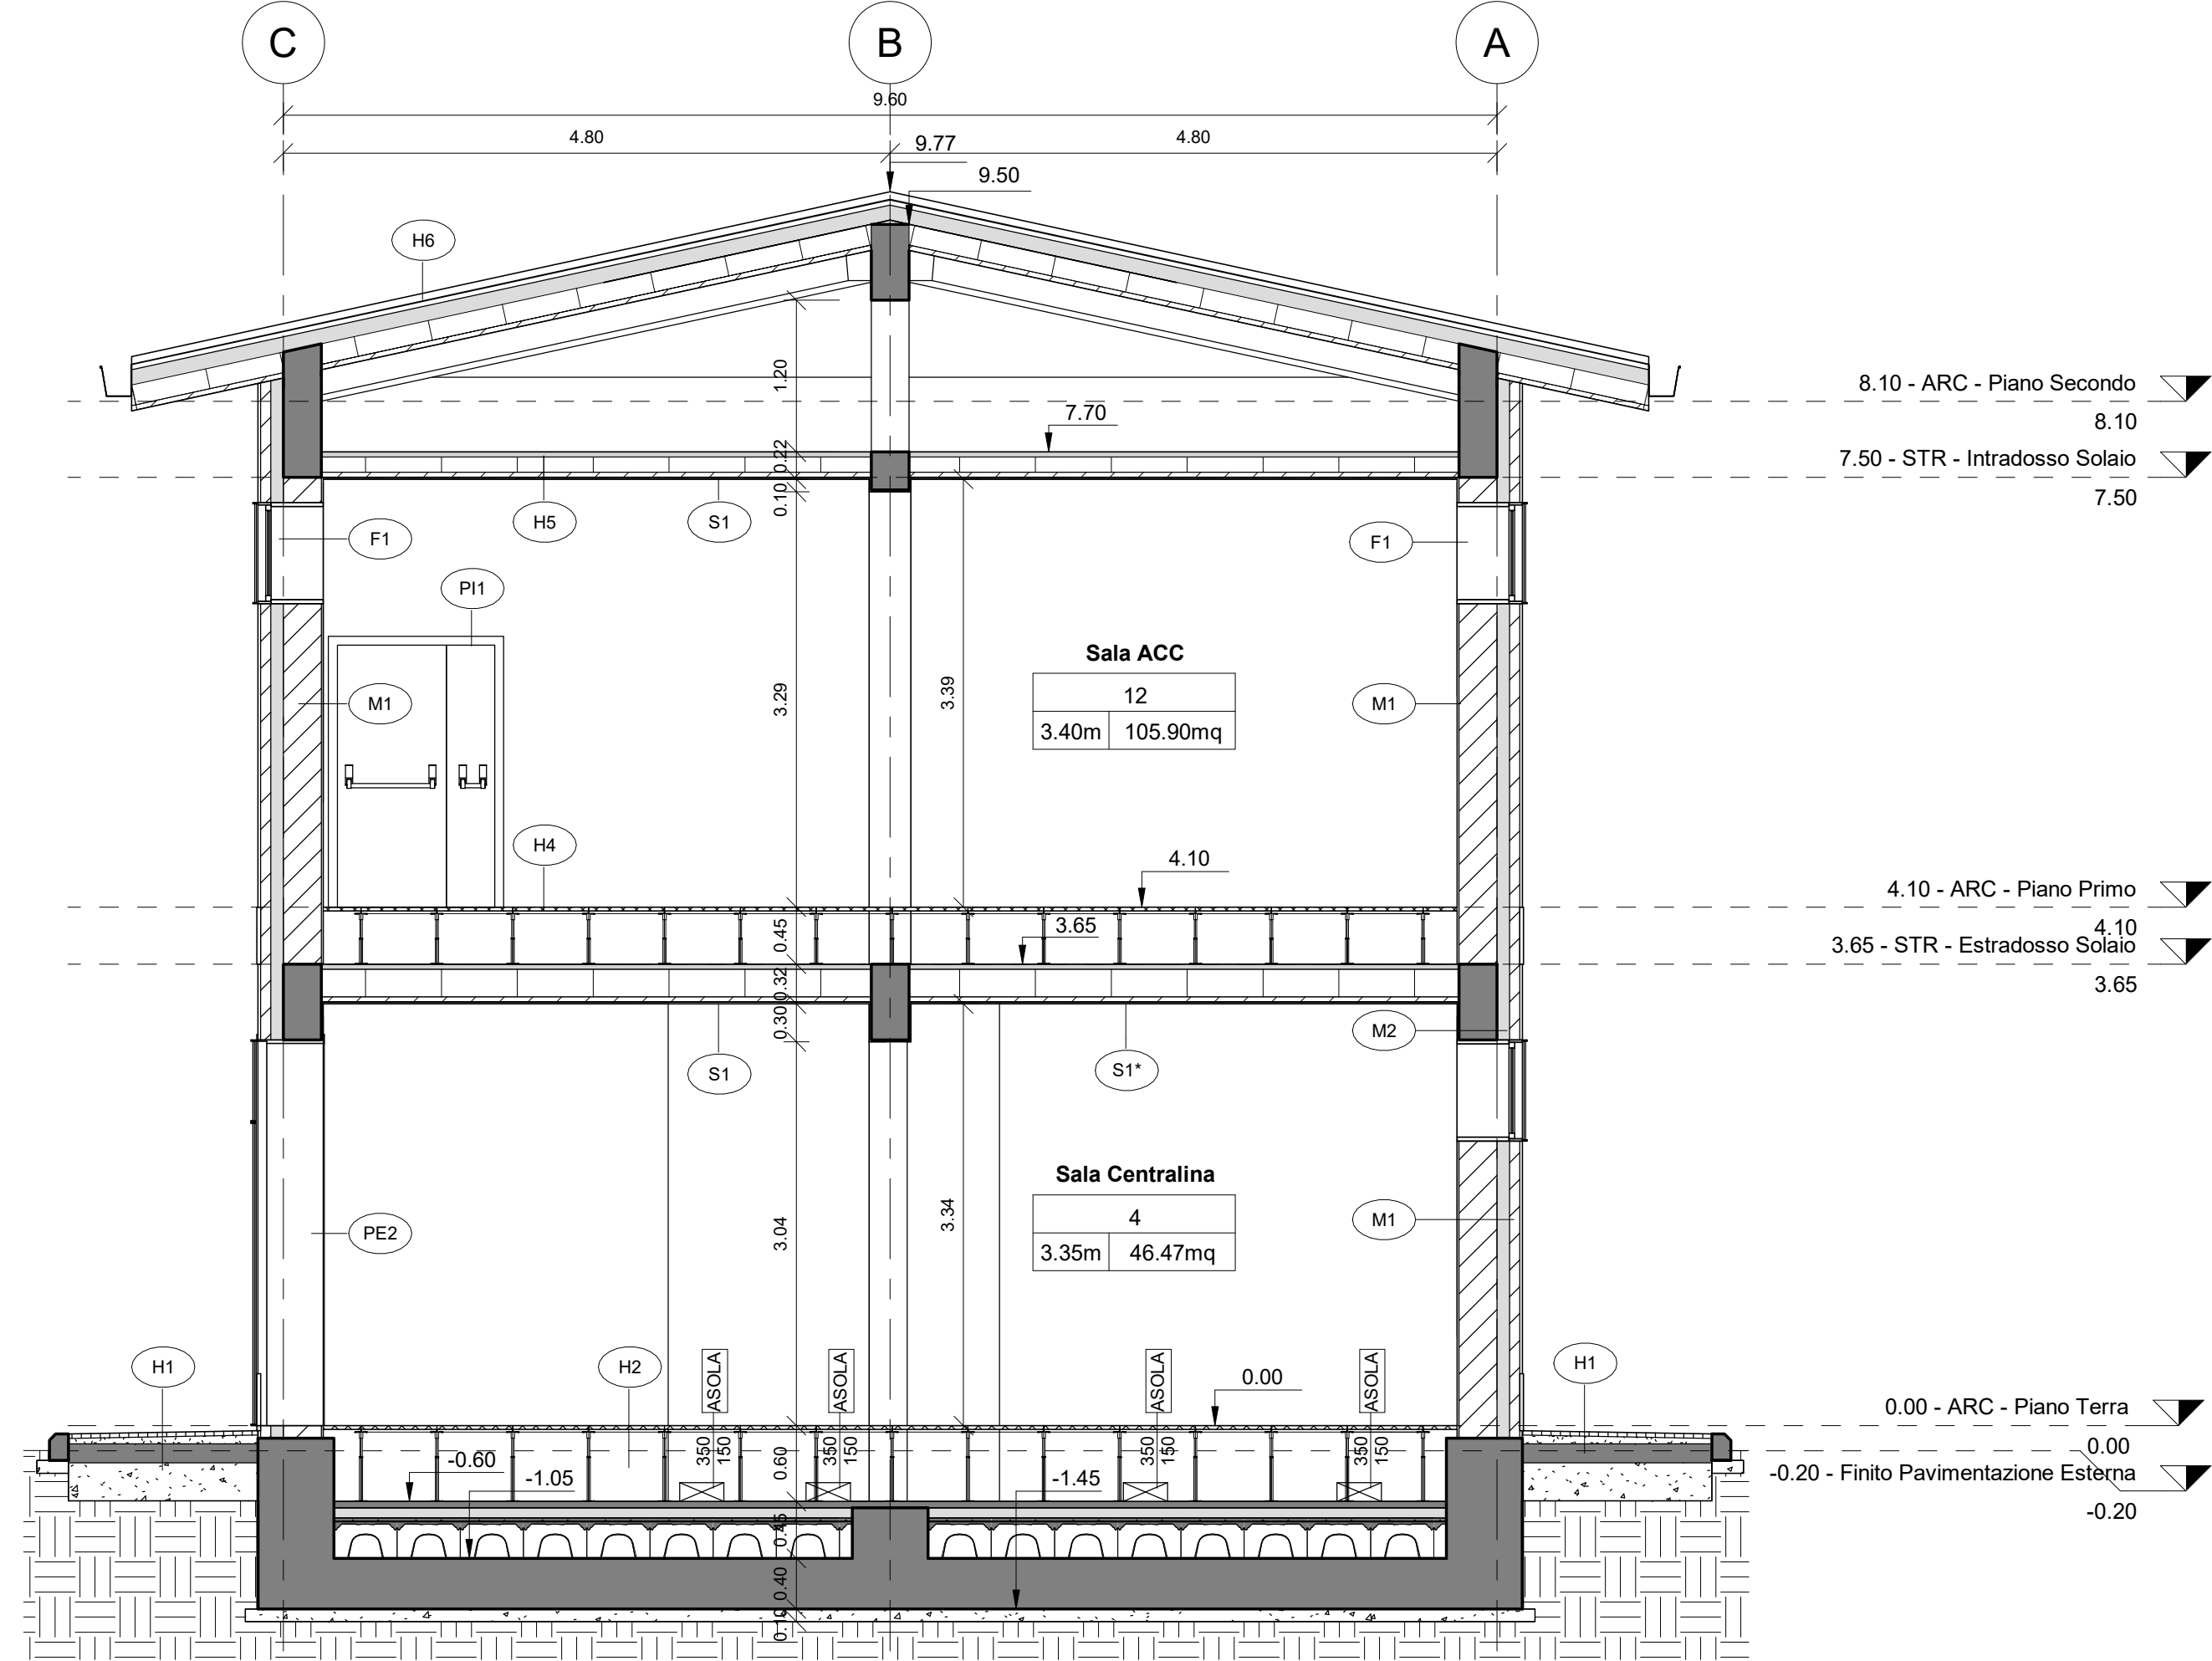 C
B
A
9.60
4.80
4.80
9.77
9.50
H6
1.20
7.70
8.10 - ARC - Piano Secondo
8.10
0.22
7.50 - STR - Intradosso Solaio
7.50
0.10
H5
S1
F1
F1
PI1
Sala ACC
12
3.40m
105.90mq
M1
3.29
3.39
M1
H4
4.10
4.10 - ARC - Piano Primo
4.10
0.45
3.65
3.65 - STR - Estradosso Solaio
3.65
0.32
0.30
M2
S1
S1*
Sala Centralina
4
3.35m
46.47mq
PE2
3.04
3.34
M1
H1
H2
ASOLA
ASOLA
ASOLA
ASOLA
0.00
H1
0.00 - ARC - Piano Terra
0.00
350
150
350
150
350
150
350
150
0.60
-0.60
-1.05
-1.45
-0.20 - Finito Pavimentazione Esterna
-0.20
0.45
0.40
0.10